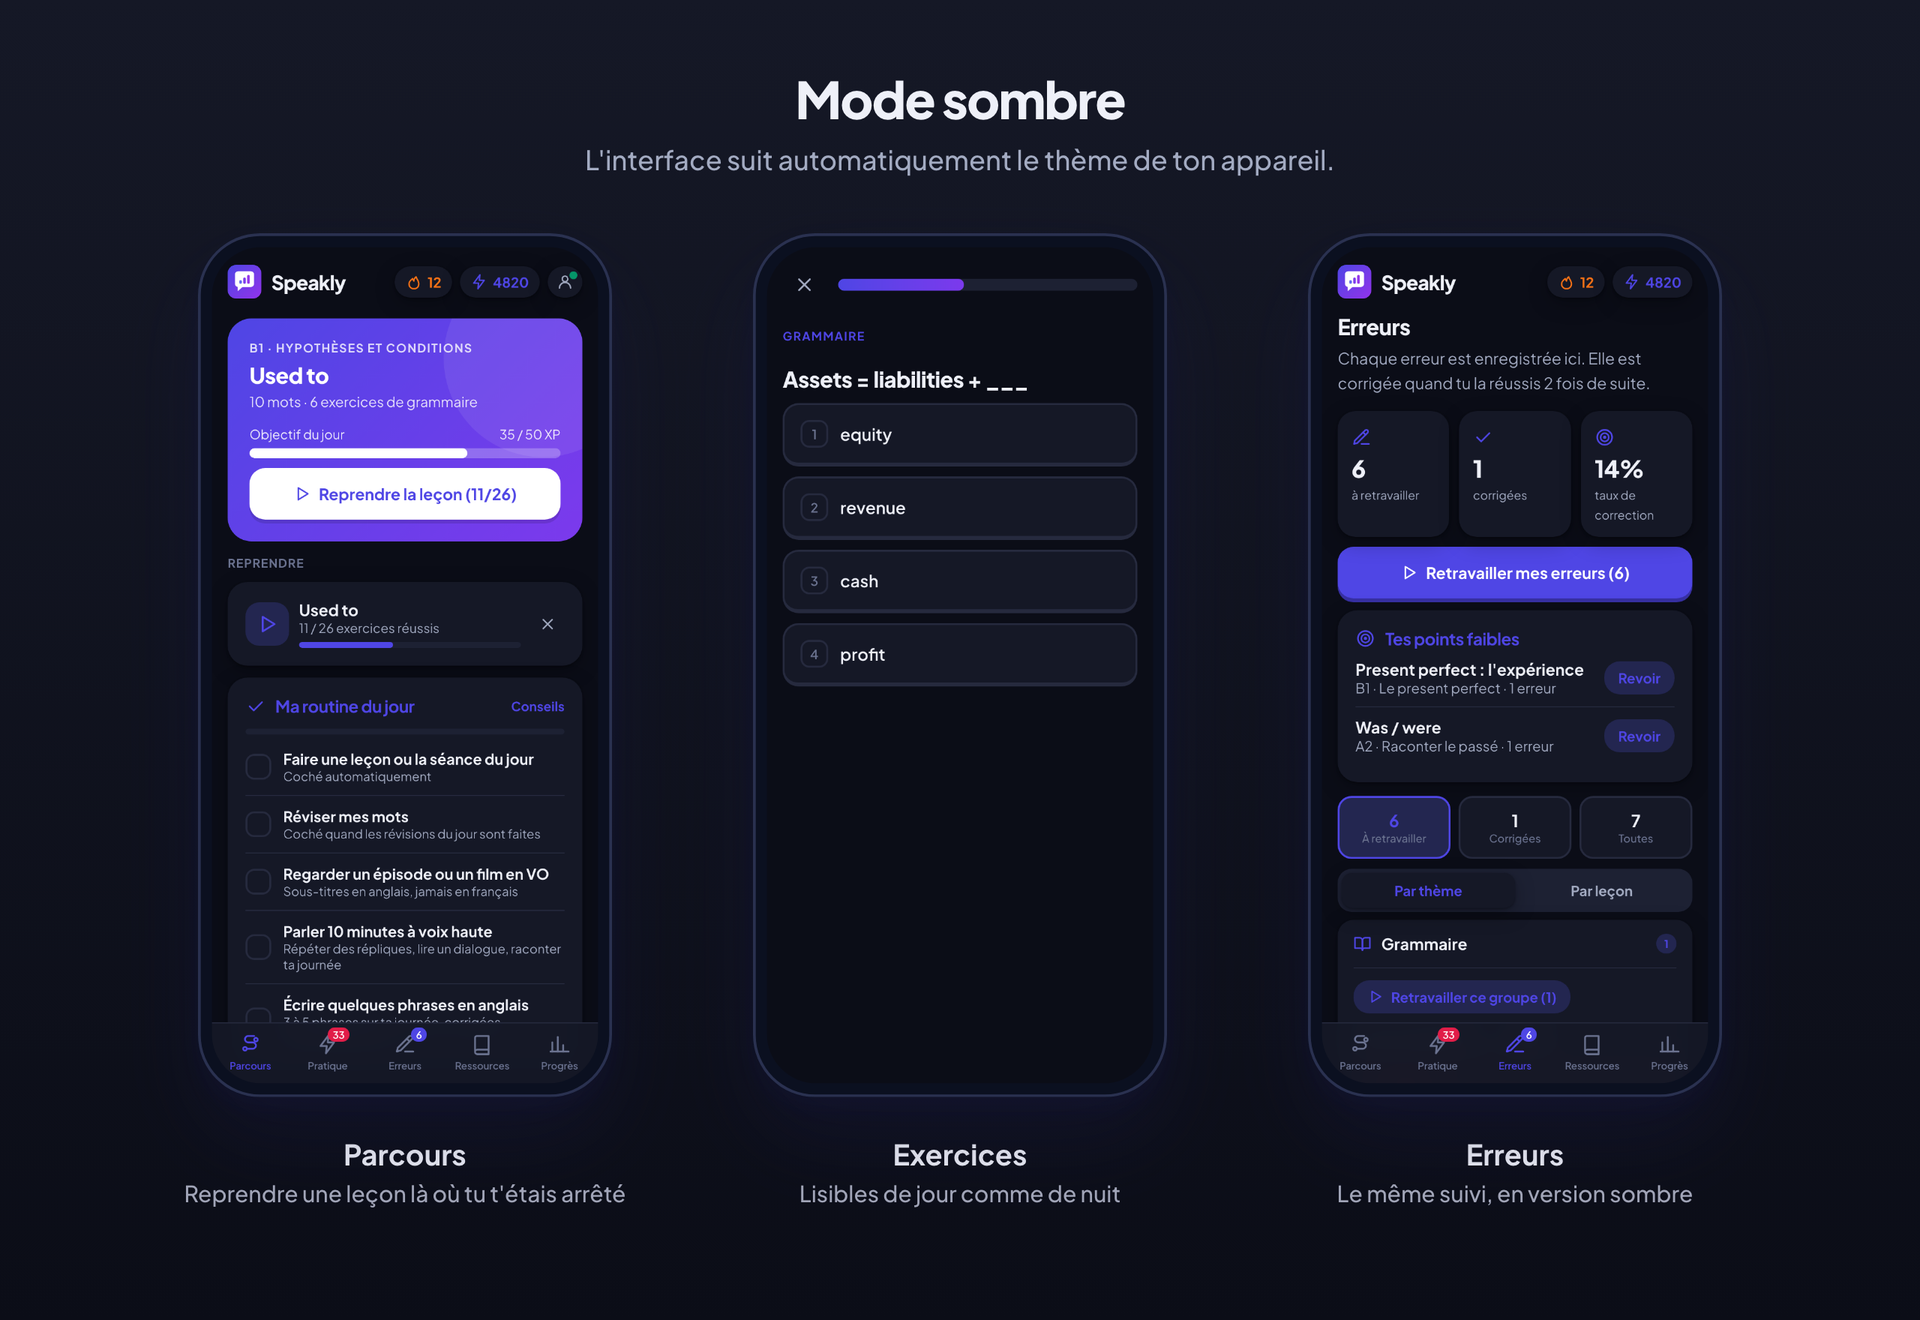 Mode sombre
L'interface suit automatiquement le thème de ton appareil.
Speakly
12
4820
B1 · HYPOTHÈSES ET CONDITIONS
Used to
10 mots · 6 exercices de grammaire
Objectif du jour
35 / 50 XP
Reprendre la leçon (11/26)
REPRENDRE
Used to
11 / 26 exercices réussis
Ma routine du jour
Conseils
Faire une leçon ou la séance du jour
Coché automatiquement
Réviser mes mots
Coché quand les révisions du jour sont faites
Regarder un épisode ou un film en VO
Sous-titres en anglais, jamais en français
Parler 10 minutes à voix haute
Répéter des répliques, lire un dialogue, raconter
ta journée
Écrire quelques phrases en anglais
3 à 5 phrases sur ta journée, corrigées
33
6
Parcours
Pratique
Erreurs
Ressources
Progrès
Parcours
Reprendre une leçon là où tu t'étais arrêté
GRAMMAIRE
Assets = liabilities + _ _ _
1 equity
2 revenue
3 cash
4 profit
Exercices
Lisibles de jour comme de nuit
Speakly
12
4820
Erreurs
Chaque erreur est enregistrée ici. Elle est
corrigée quand tu la réussis 2 fois de suite.
6
à retravailler
1
corrigées
14%
taux de
correction
Retravailler mes erreurs (6)
Tes points faibles
Present perfect : l'expérience
B1 · Le present perfect · 1 erreur
Revoir
Was / were
A2 · Raconter le passé · 1 erreur
Revoir
6
À retravailler
1
Corrigées
7
Toutes
Par thème
Par leçon
Grammaire
1
Retravailler ce groupe (1)
33
6
Parcours
Pratique
Erreurs
Ressources
Progrès
Erreurs
Le même suivi, en version sombre